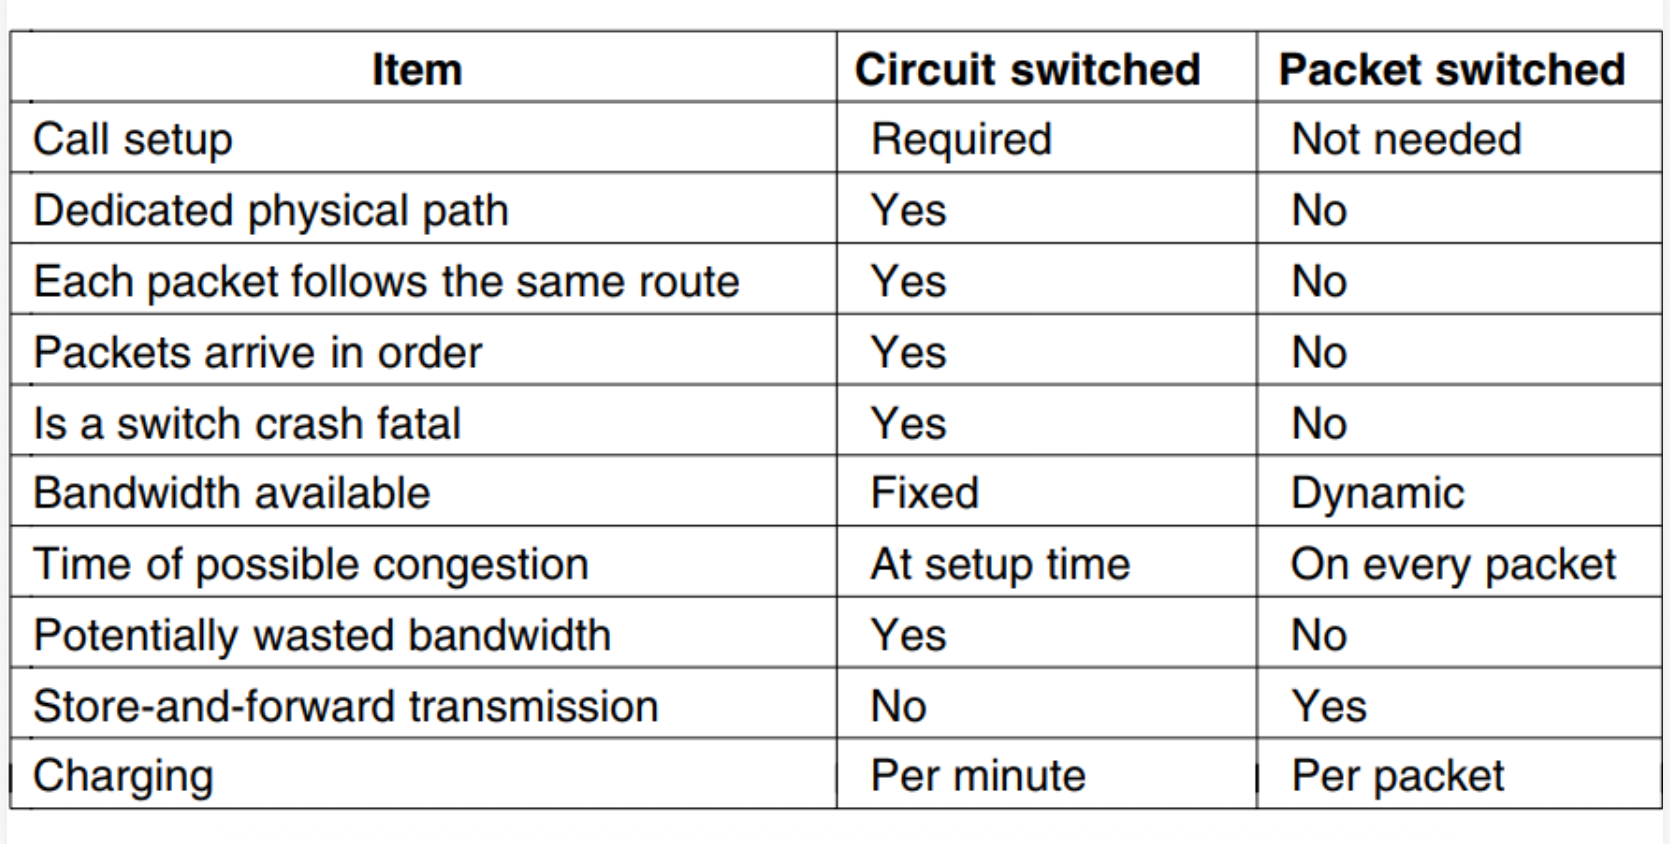 Item Circuit switched Packet switched
Call setup Required Not needed
Dedicated physical path Yes No
Each packet follows the same route Yes No
Packets arrive in order Yes No
Is a switch crash fatal Yes No
Bandwidth available Fixed Dynamic
Time of possible congestion At setup time On every packet
Potentially wasted bandwidth Yes No
Store-and-forward transmission No Yes
Charging Per minute Per packet